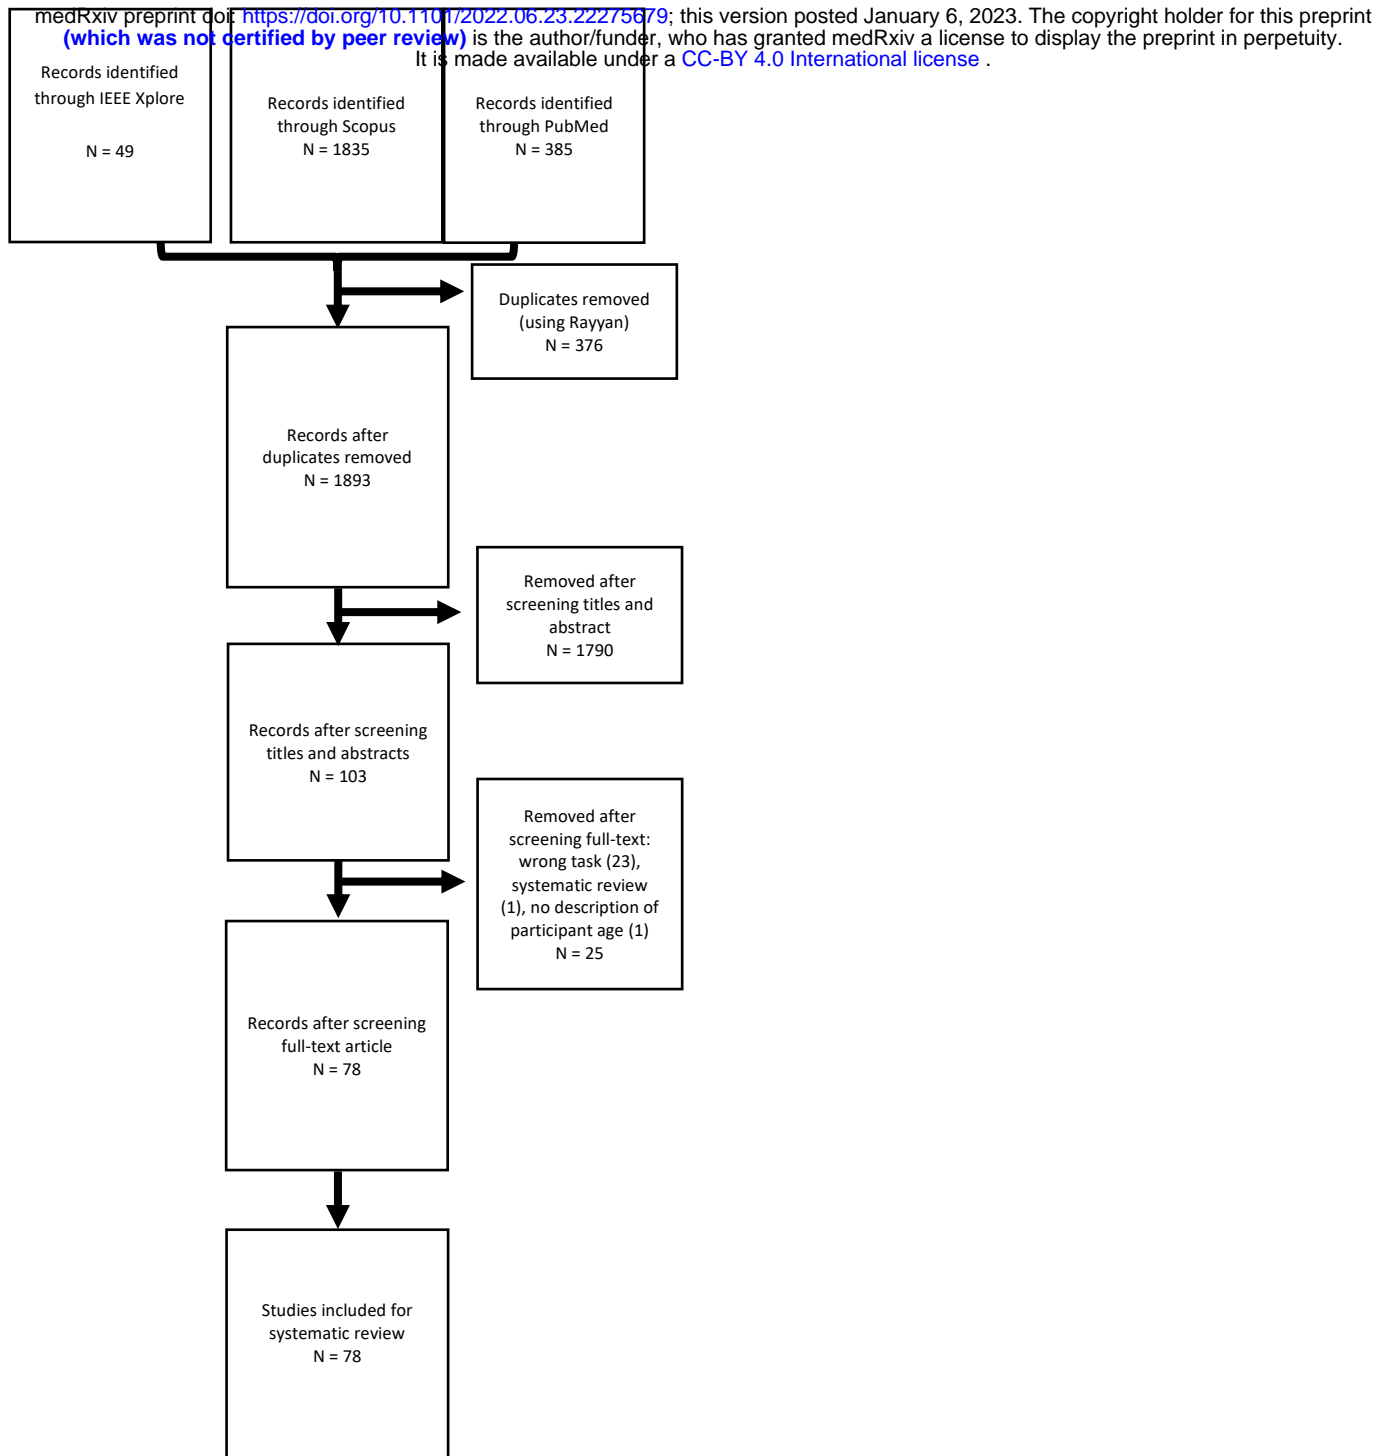 medRxiv preprint doi: https://doi.org/10.1101/2022.06.23.22275679; this version posted January 6, 2023. The copyright holder for this preprint
(which was not certified by peer review) is the author/funder, who has granted medRxiv a license to display the preprint in perpetuity.
It is made available under a CC-BY 4.0 International license .
Records identified
through IEEE Xplore
N = 49
Records identified
through Scopus
N = 1835
Records identified
through PubMed
N = 385
Duplicates removed
(using Rayyan)
N = 376
Records after
duplicates removed
N = 1893
Removed after
screening titles and
abstract
N = 1790
Records after screening
titles and abstracts
N = 103
Removed after
screening full-text:
wrong task (23),
systematic review
(1), no description of
participant age (1)
N = 25
Records after screening
full-text article
N = 78
Studies included for
systematic review
N = 78